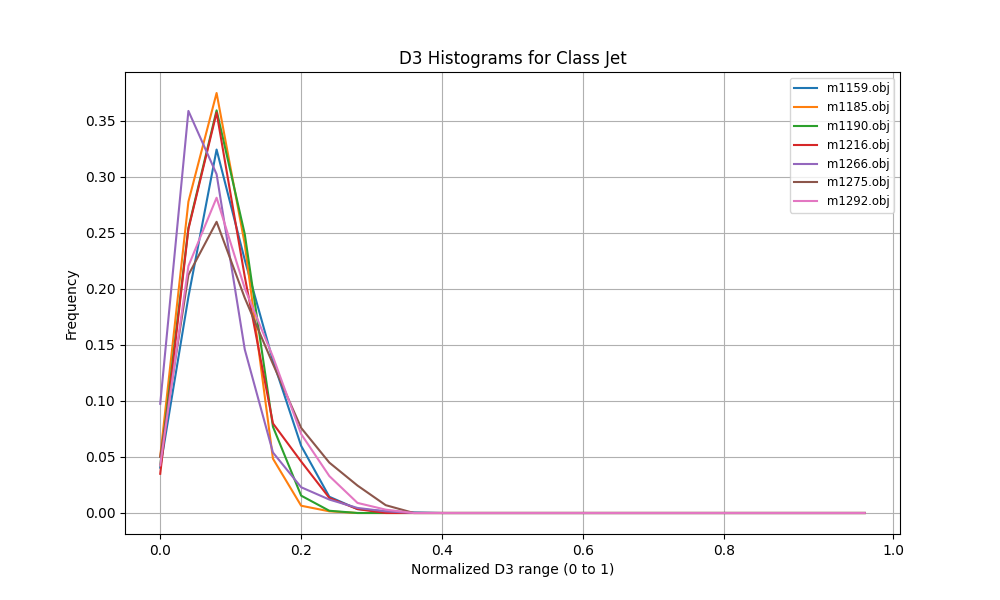 D3 Histograms for Class Jet
m1159.obj
m1185.obj
m1190.obj
m1216.obj
m1266.obj
m1275.obj
m1292.obj
Frequency
0.35
0.30
0.25
0.20
0.15
0.10
0.05
0.00
0.0 0.2 0.4 0.6 0.8 1.0
Normalized D3 range (0 to 1)